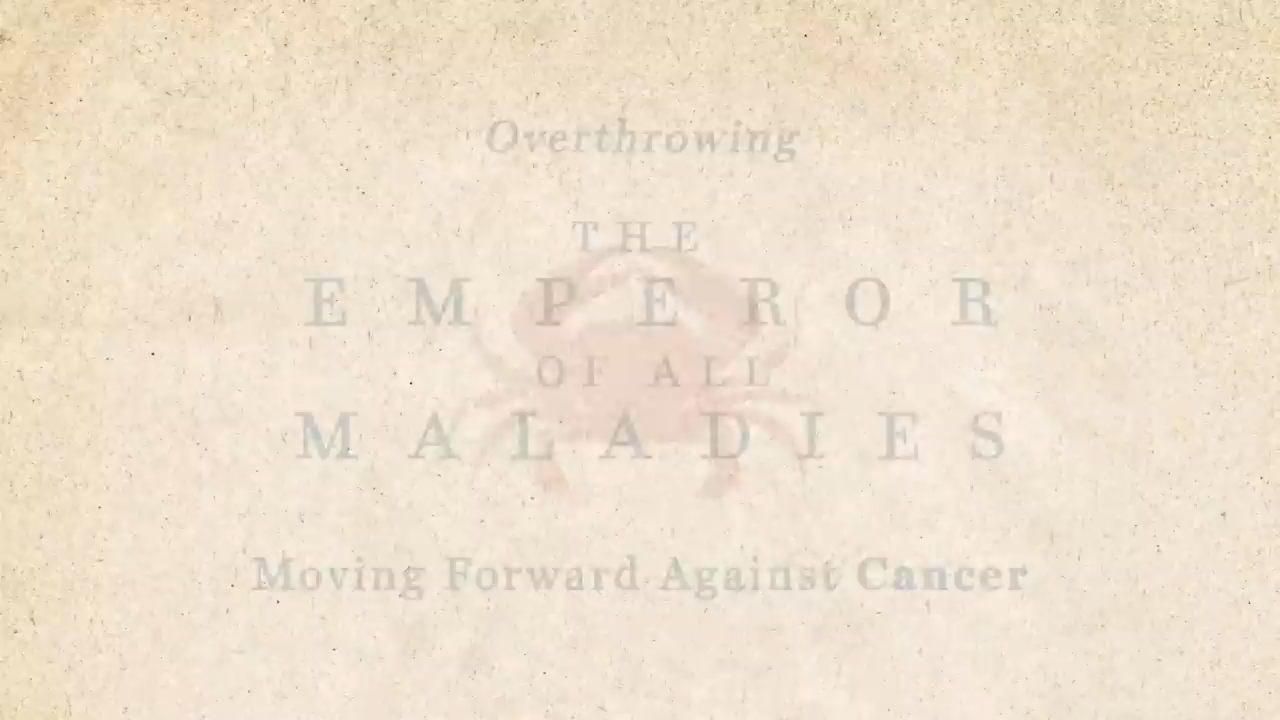 Overthrowing
THE
EMPEROR
OF ALL
MALADIES
Moving Forward Against Cancer